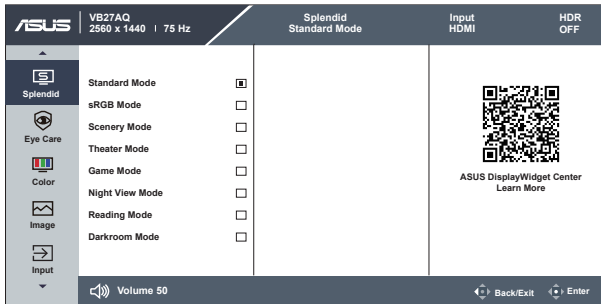 ASUS
VB27AQ
2560 x 1440 | 75 Hz
Splendid
Standard Mode
Input
HDMI
HDR
OFF
Splendid
Eye Care
Color
Image
Input
Standard Mode
sRGB Mode
Scenery Mode
Theater Mode
Game Mode
Night View Mode
Reading Mode
Darkroom Mode
ASUS DisplayWidget Center
Learn More
Volume 50
Back/Exit
Enter